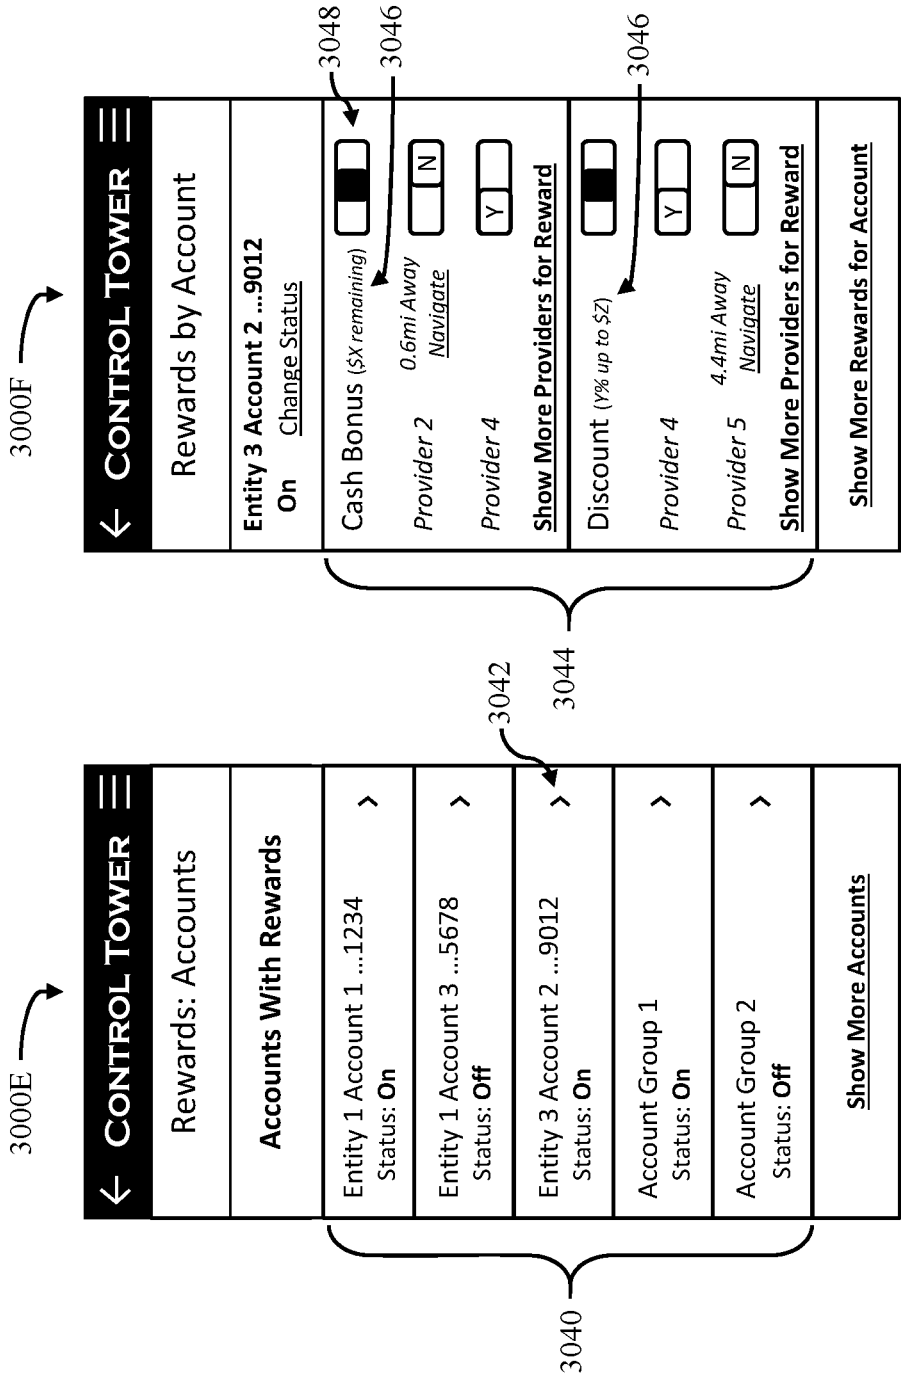 3000E
← CONTROL TOWER
Rewards: Accounts
Accounts With Rewards
Entity 1 Account 1 ...1234
Status: On
Entity 1 Account 3 ...5678
Status: Off
Entity 3 Account 2 ...9012
Status: On
Account Group 1
Status: On
Account Group 2
Status: Off
Show More Accounts
3040
3042
3000F
← CONTROL TOWER
Rewards by Account
Entity 3 Account 2 ...9012
On Change Status
Cash Bonus ($X remaining)
Provider 2 0.6mi Away N
Navigate
Provider 4 Y
Show More Providers for Reward
Discount (Y% up to $Z)
Provider 4 Y
Provider 5 4.4mi Away N
Navigate
Show More Providers for Reward
Show More Rewards for Account
3044
3048
3046
3046